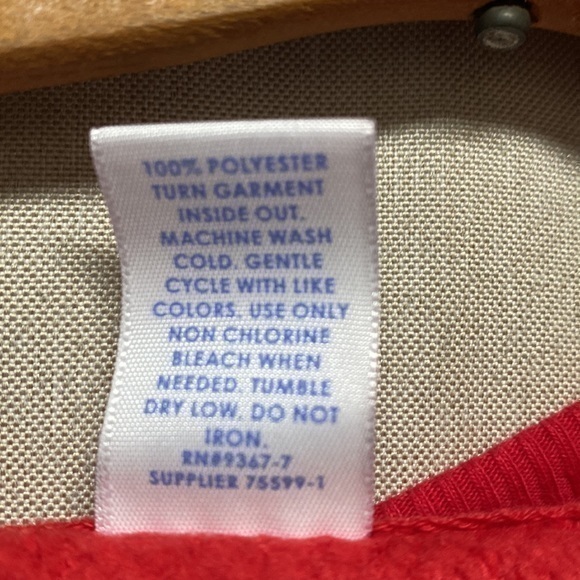 100% POLYESTER
TURN GARMENT
INSIDE OUT.
MACHINE WASH
COLD. GENTLE
CYCLE WITH LIKE
COLORS. USE ONLY
NON CHLORINE
BLEACH WHEN
NEEDED. TUMBLE
DRY LOW. DO NOT
IRON.
RN#9367-7
SUPPLIER 75599-1